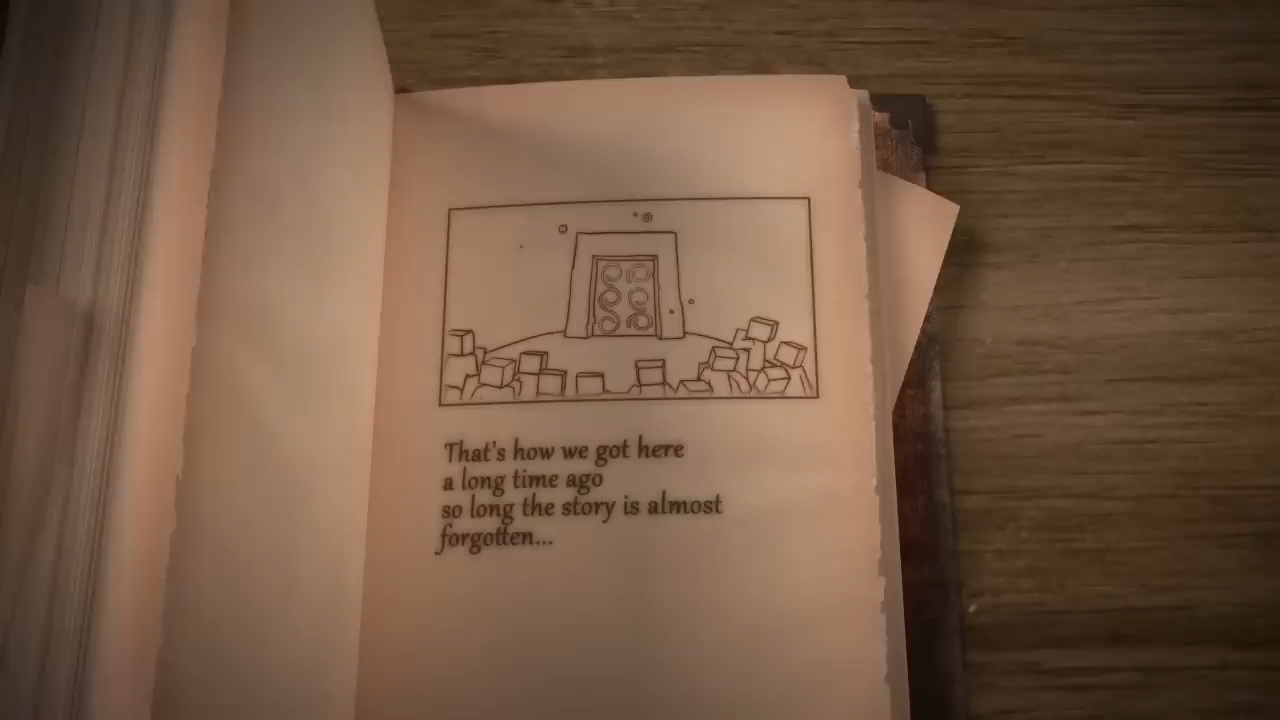 That's how we got here
a long time ago
so long the story is almost
forgotten...